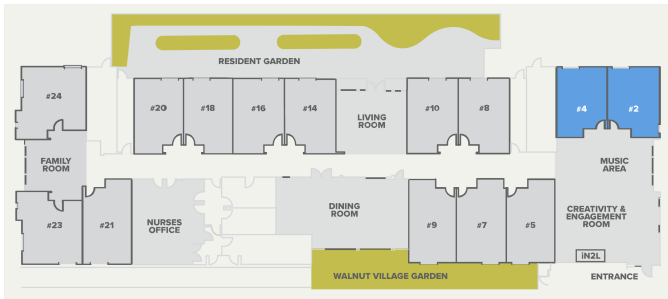 RESIDENT GARDEN
#24
#20
#18
#16
#14
LIVING
ROOM
#10
#8
#4
#2
FAMILY
ROOM
MUSIC
AREA
#23
#21
NURSES
OFFICE
DINING
ROOM
#9
#7
#5
CREATIVITY &
ENGAGEMENT
ROOM
iN2L
WALNUT VILLAGE GARDEN
ENTRANCE